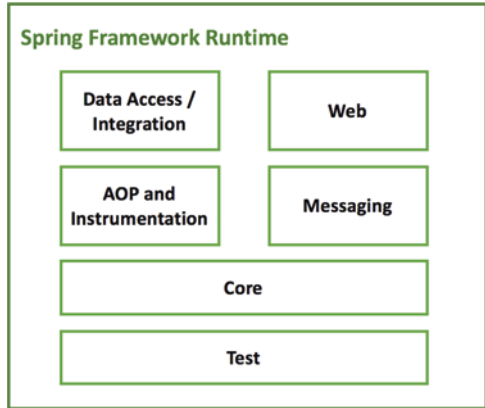 Spring Framework Runtime
Data Access /
Integration
Web
AOP and
Instrumentation
Messaging
Core
Test